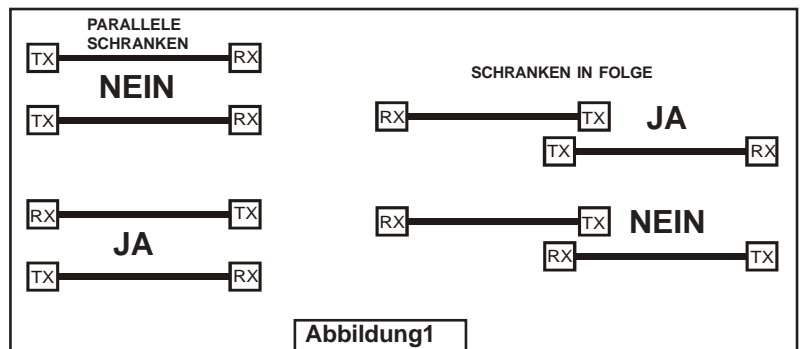 PARALLELE
SCHRANKEN
TX RX
NEIN
TX RX
RX TX
JA
TX RX
SCHRANKEN IN FOLGE
RX TX JA
TX RX
RX TX NEIN
RX TX
Abbildung1